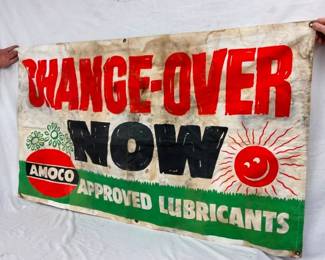 CHANGE-OVER
NOW
AMOCO
APPROVED LUBRICANTS